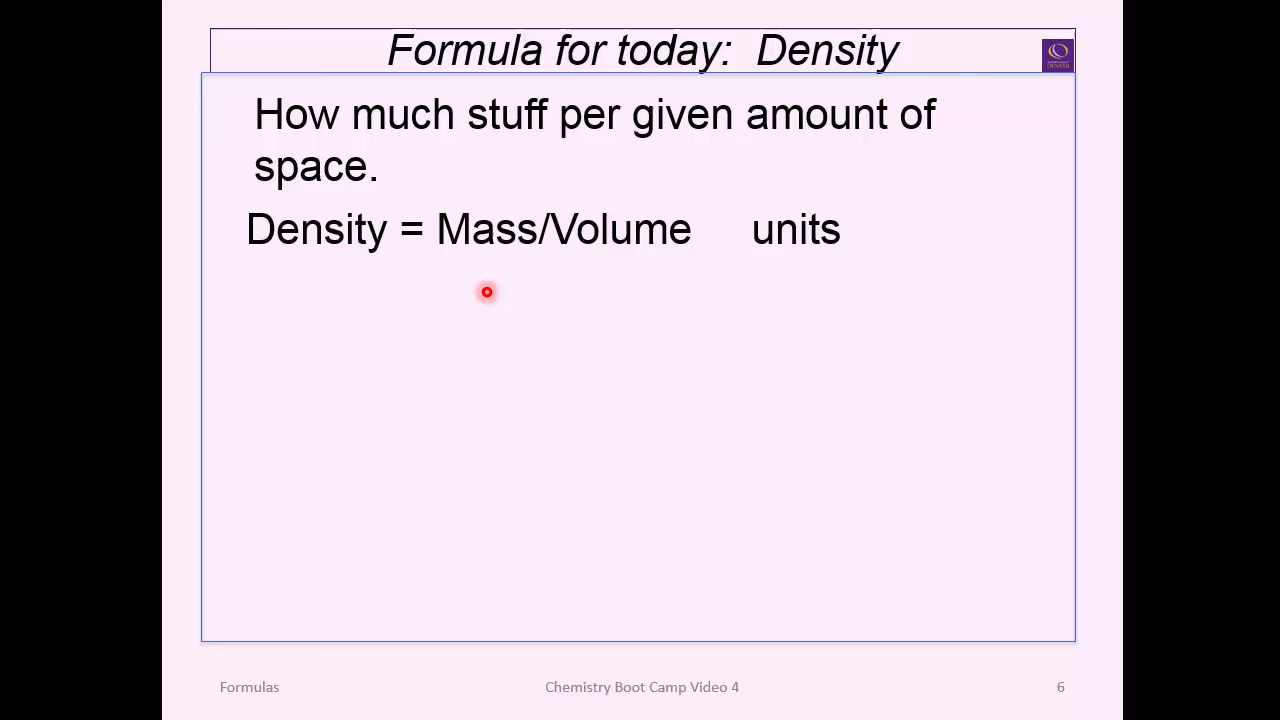 Formula for today: Density
DENVER
How much stuff per given amount of
space.
Density = Mass/Volume units
Formulas
Chemistry Boot Camp Video 4
6